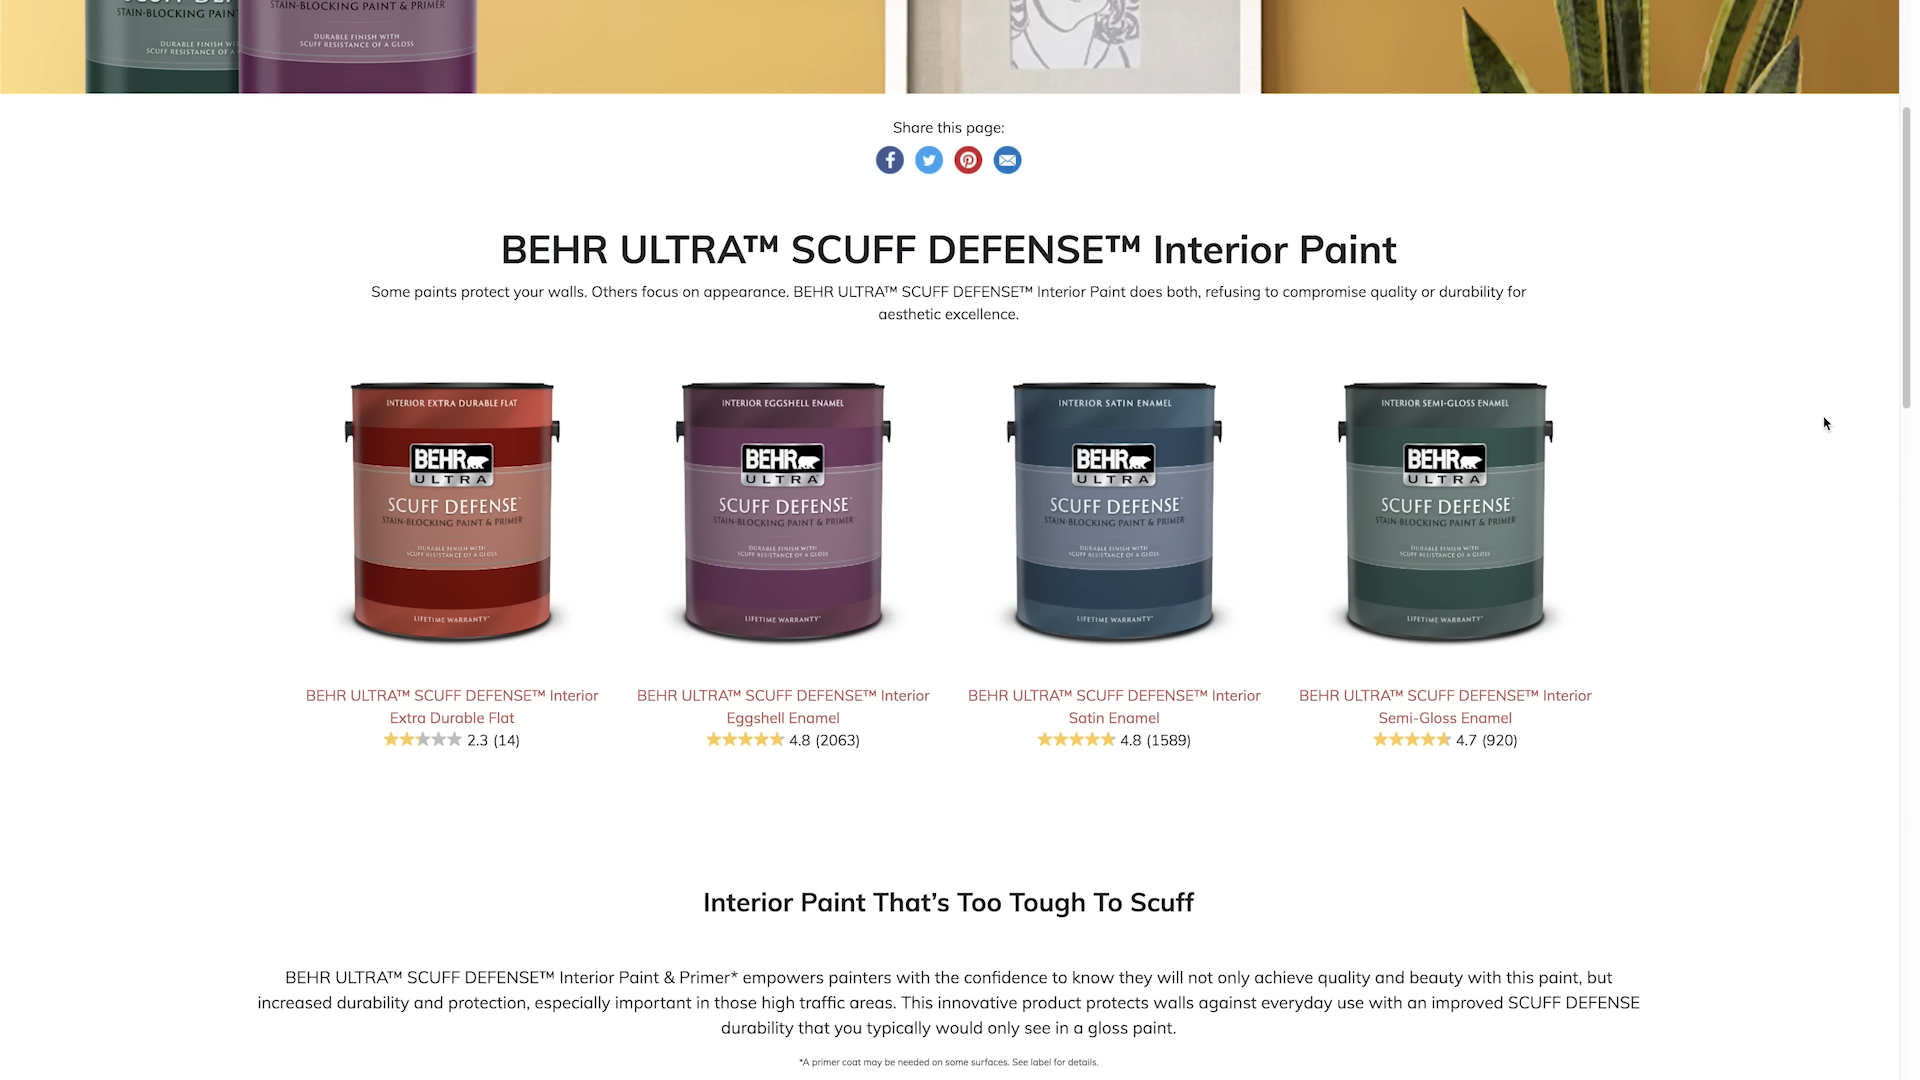 STAIN-BLOCKING PAINT
DURABLE FINISH WITH
SCUFF RESISTANCE OF A
STAIN-BLOCKING PAINT & PRIMER
DURABLE FINISH WITH
SCUFF RESISTANCE OF A GLOSS
Share this page:
BEHR ULTRA™ SCUFF DEFENSE™ Interior Paint
Some paints protect your walls. Others focus on appearance. BEHR ULTRA™ SCUFF DEFENSE™ Interior Paint does both, refusing to compromise quality or durability for
aesthetic excellence.
INTERIOR EXTRA DURABLE FLAT
BEHR
ULTRA
SCUFF DEFENSE™
STAIN-BLOCKING PAINT & PRIMER
DURABLE FINISH WITH
SCUFF RESISTANCE OF A GLOSS
LIFETIME WARRANTY
INTERIOR EGGSHELL ENAMEL
BEHR
ULTRA
SCUFF DEFENSE™
STAIN-BLOCKING PAINT & PRIMER
DURABLE FINISH WITH
SCUFF RESISTANCE OF A GLOSS
LIFETIME WARRANTY
INTERIOR SATIN ENAMEL
BEHR
ULTRA
SCUFF DEFENSE™
STAIN-BLOCKING PAINT & PRIMER
DURABLE FINISH WITH
SCUFF RESISTANCE OF A GLOSS
LIFETIME WARRANTY
INTERIOR SEMI-GLOSS ENAMEL
BEHR
ULTRA
SCUFF DEFENSE™
STAIN-BLOCKING PAINT & PRIMER
DURABLE FINISH WITH
SCUFF RESISTANCE OF A GLOSS
LIFETIME WARRANTY
BEHR ULTRA™ SCUFF DEFENSE™ Interior
Extra Durable Flat
2.3 (14)
BEHR ULTRA™ SCUFF DEFENSE™ Interior
Eggshell Enamel
4.8 (2063)
BEHR ULTRA™ SCUFF DEFENSE™ Interior
Satin Enamel
4.8 (1589)
BEHR ULTRA™ SCUFF DEFENSE™ Interior
Semi-Gloss Enamel
4.7 (920)
Interior Paint That's Too Tough To Scuff
BEHR ULTRA™ SCUFF DEFENSE™ Interior Paint & Primer* empowers painters with the confidence to know they will not only achieve quality and beauty with this paint, but
increased durability and protection, especially important in those high traffic areas. This innovative product protects walls against everyday use with an improved SCUFF DEFENSE
durability that you typically would only see in a gloss paint.
*A primer coat may be needed on some surfaces. See label for details.